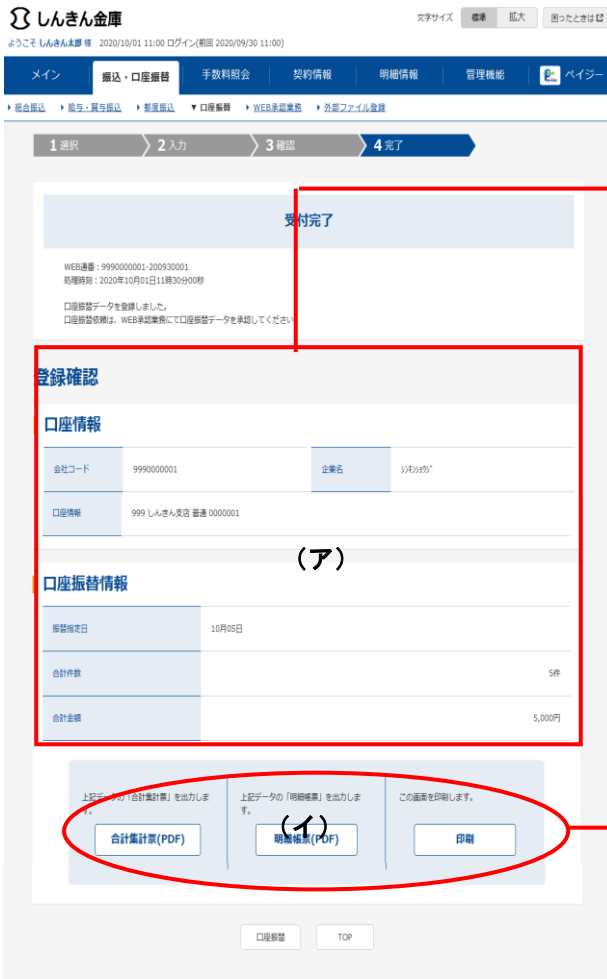 しんきん金庫
文字サイズ 標準 拡大 困ったときは
ようこそ しんきん太郎 様 2020/10/01 11:00 ログイン(前回 2020/09/30 11:00)
メイン 振込・口座振替 手数料照会 契約情報 明細情報 管理機能 ペイジー
総合振込 給与・賞与振込 都度振込 ▼口座振替 WEB承認業務 外部ファイル登録
1 選択 2 入力 3 確認 4 完了
受付完了
WEB通番：9990000001-200930001
処理時刻：2020年10月01日11時30分00秒
口座振替データを登録しました。
口座振替依頼は、WEB承認業務にて口座振替データを承認してください
登録確認
口座情報
会社コード 9990000001 企業名 ｼﾝｷﾝｼｮｳｼﾞ
口座情報 999 しんきん支店 普通 0000001
（ア）
口座振替情報
振替指定日 10月05日
合計件数 5件
合計金額 5,000円
上記データの「合計集計票」を出力します。
上記データの「明細帳票」を出力します。
この画面を印刷します。
（イ）
合計集計票(PDF) 明細帳票(PDF) 印刷
口座振替 TOP